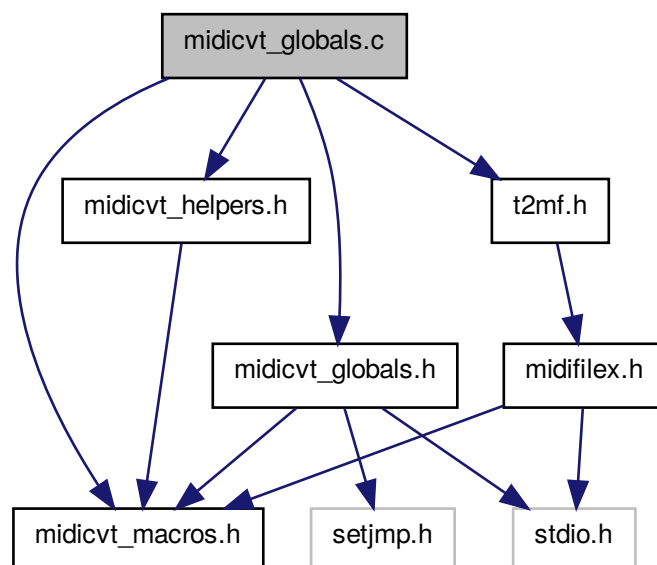 midicvt_globals.c
midicvt_helpers.h
t2mf.h
midicvt_globals.h
midifilex.h
midicvt_macros.h
setjmp.h
stdio.h